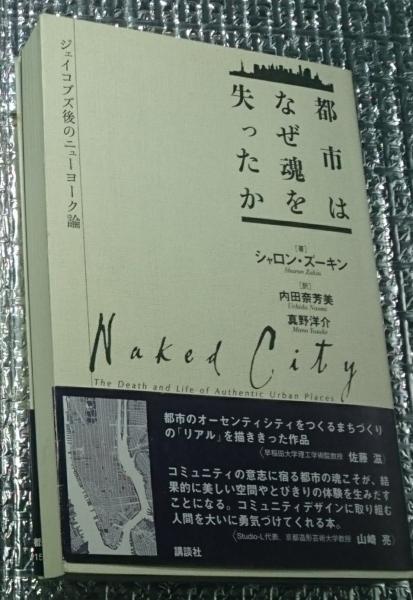 都市は
なぜ魂を
失ったか
ジェイコブズ後のニューヨーク論
［著］
シャロン・ズーキン
Sharon Zukin
［訳］
内田奈芳美
Uchida Naomi
真野洋介
Mano Yosuke
Naked City
The Death and Life of Authentic Urban Places
都市のオーセンティシティをつくるまちづくり
の「リアル」を描ききった作品
〈早稲田大学理工学術院教授 佐藤 滋〉
コミュニティの意志に宿る都市の魂こそが、結
果的に美しい空間やとびきりの体験を生みだす
ことになる。コミュニティデザインに取り組む
人間を大いに勇気づけてくれる本。
〈Studio-L代表、京都造形芸術大学教授 山崎 亮〉
講談社